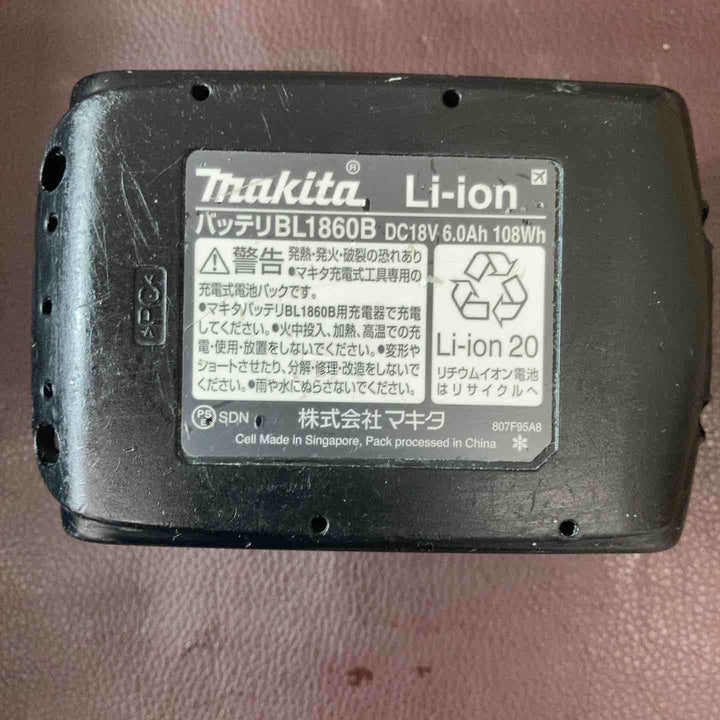 makita® Li-ion
バッテリBL1860B DC18V 6.0Ah 108Wh
警告 発熱・発火・破裂の恐れあり
●マキタ充電式工具専用の
充電式電池パックです。
●マキタバッテリBL1860B用充電器で充電
してください。●火中投入、加熱、高温での充
電・使用・放置をしないでください。●変形や
ショートさせたり、分解・修理・改造をしないで
ください。●雨や水にぬらさないでください。
Li-ion 20
リチウムイオン電池
はリサイクルへ
PS SDN 株式会社マキタ 807F95A8
Cell Made in Singapore, Pack processed in China
>PC<